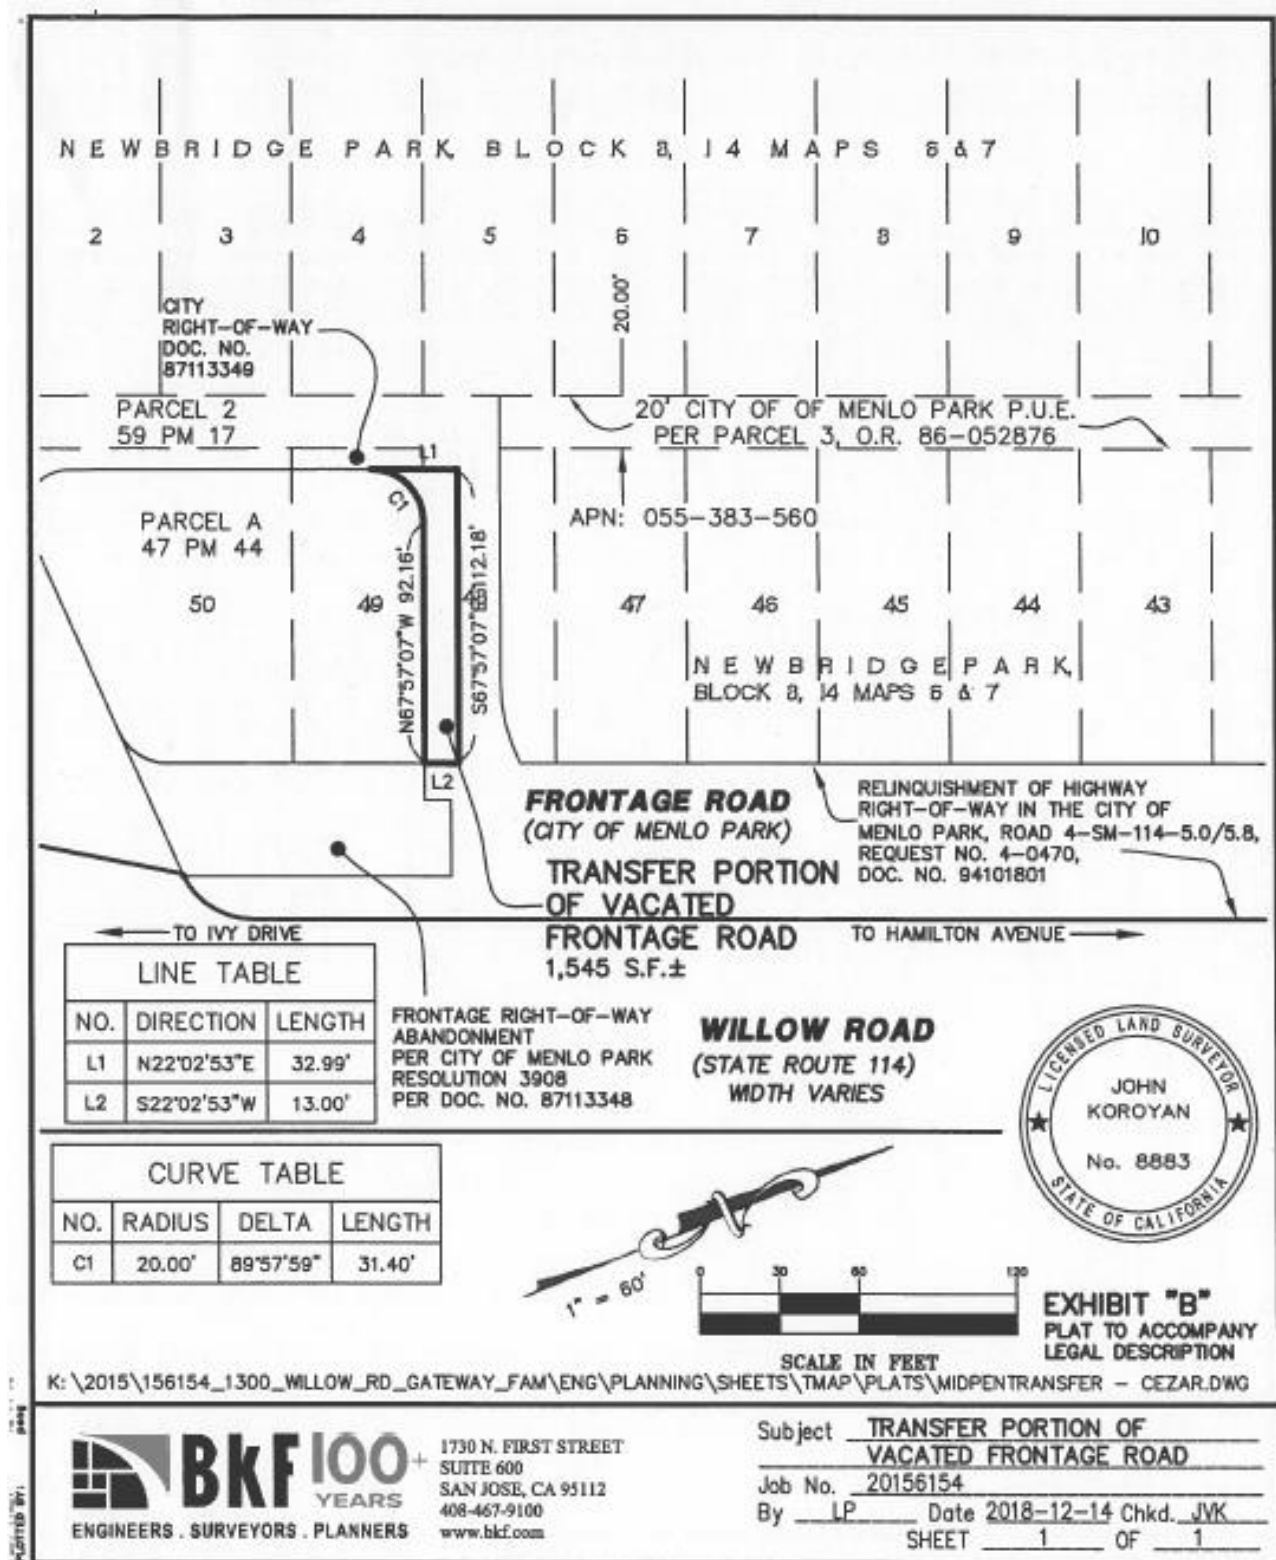 NEWBRIDGE PARK, BLOCK 8, 14 MAPS 6 & 7
2 3 4 5 6 7 8 9 10
20.00'
CITY
RIGHT-OF-WAY
DOC. NO.
87113349
PARCEL 2
59 PM 17
20' CITY OF OF MENLO PARK P.U.E.
PER PARCEL 3, O.R. 86-052876
L1
C1
PARCEL A
47 PM 44
APN: 055-383-560
N67°57'07"W 92.16'
S67°57'07"E 112.18'
50 49 47 46 45 44 43
NEWBRIDGE PARK,
BLOCK 8, 14 MAPS 6 & 7
L2
FRONTAGE ROAD
(CITY OF MENLO PARK)
RELINQUISHMENT OF HIGHWAY
RIGHT-OF-WAY IN THE CITY OF
MENLO PARK, ROAD 4-SM-114-5.0/5.8,
REQUEST NO. 4-0470,
DOC. NO. 94101801
TRANSFER PORTION
OF VACATED
FRONTAGE ROAD
1,545 S.F.±
TO IVY DRIVE
TO HAMILTON AVENUE
LINE TABLE
NO. DIRECTION LENGTH
L1 N22°02'53"E 32.99'
L2 S22°02'53"W 13.00'
FRONTAGE RIGHT-OF-WAY
ABANDONMENT
PER CITY OF MENLO PARK
RESOLUTION 3908
PER DOC. NO. 87113348
WILLOW ROAD
(STATE ROUTE 114)
WIDTH VARIES
LICENSED LAND SURVEYOR
JOHN
KOROYAN
No. 8883
STATE OF CALIFORNIA
CURVE TABLE
NO. RADIUS DELTA LENGTH
C1 20.00' 89°57'59" 31.40'
1" = 60'
0 30 60 120
SCALE IN FEET
EXHIBIT "B"
PLAT TO ACCOMPANY
LEGAL DESCRIPTION
K:\2015\156154_1300_WILLOW_RD_GATEWAY_FAM\ENG\PLANNING\SHEETS\TMAP\PLATS\MIDPENTRANSFER - CEZAR.DWG
BkF 100+
YEARS
ENGINEERS . SURVEYORS . PLANNERS
1730 N. FIRST STREET
SUITE 600
SAN JOSE, CA 95112
408-467-9100
www.bkf.com
Subject TRANSFER PORTION OF
VACATED FRONTAGE ROAD
Job No. 20156154
By LP Date 2018-12-14 Chkd. JVK
SHEET 1 OF 1
PLOTTED BY: